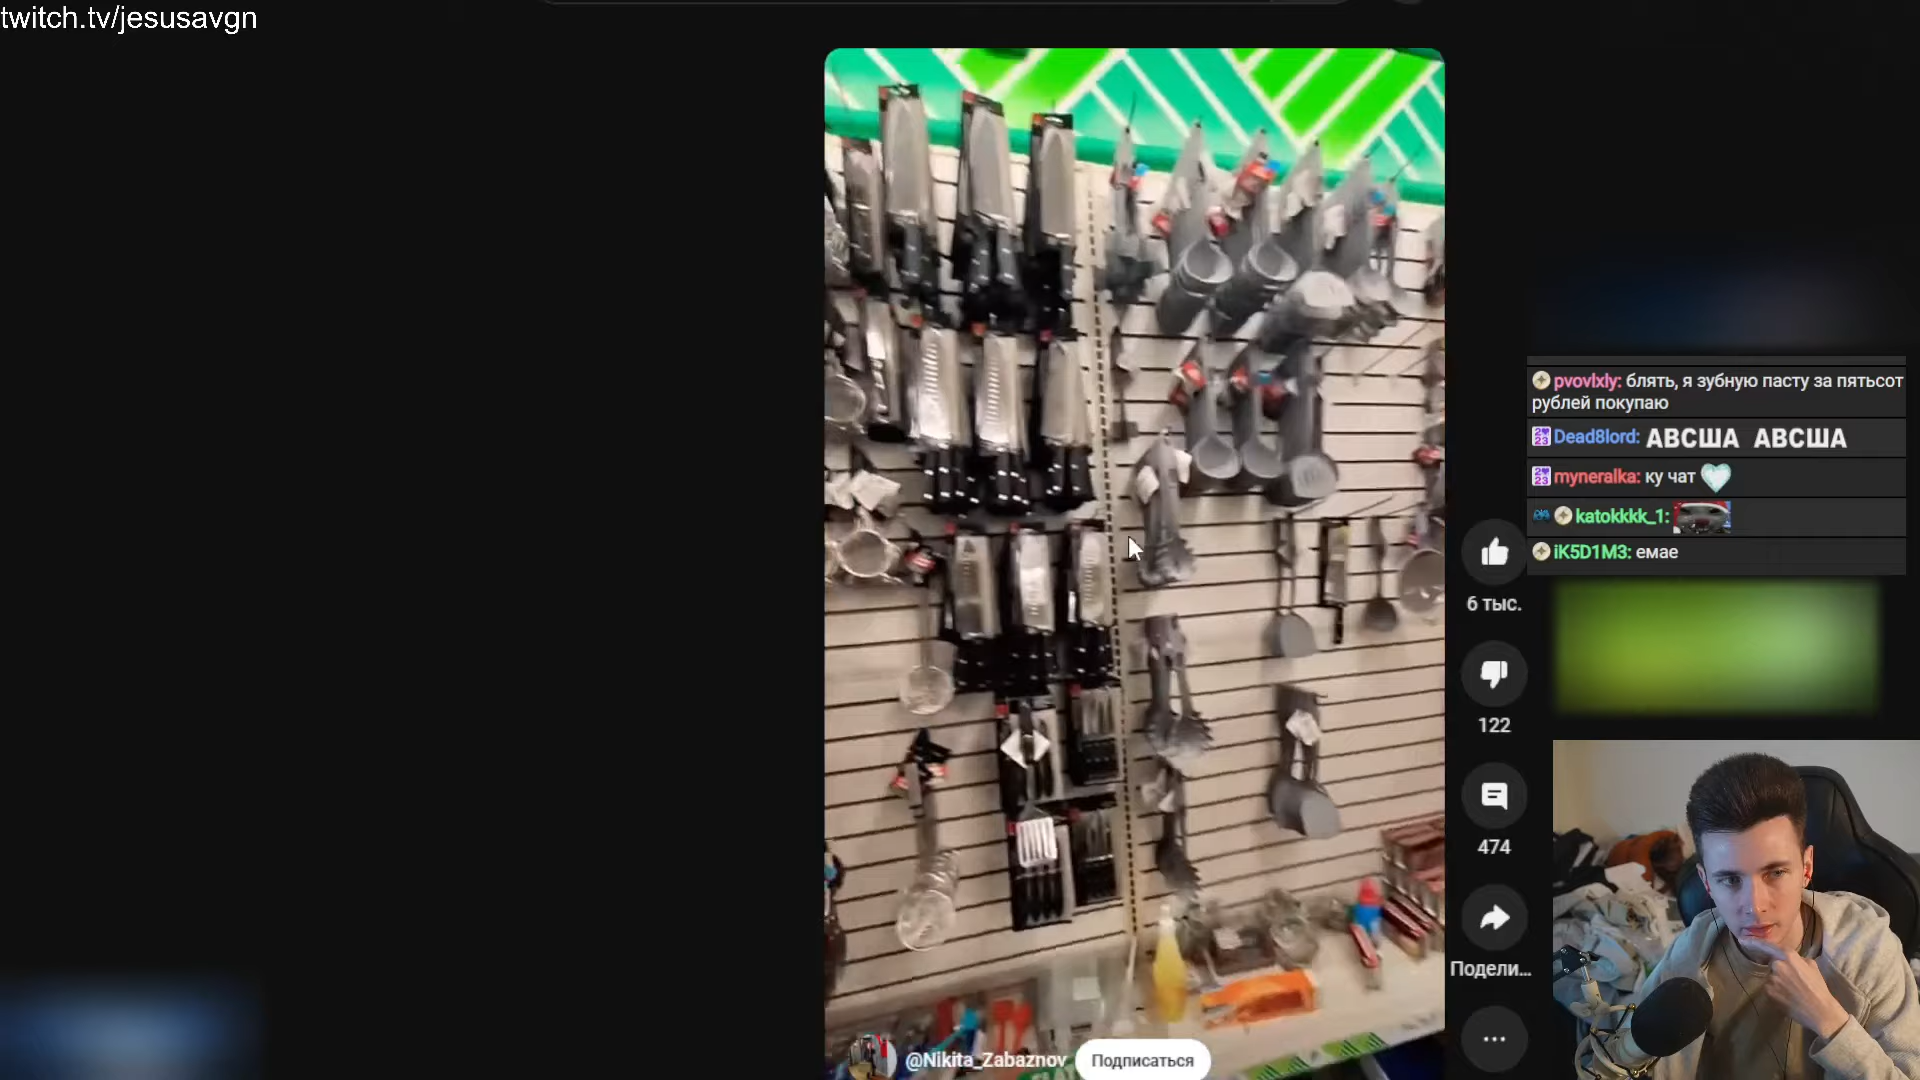 twitch.tv/jesusavgn
pvovlxly: блять, я зубную пасту за пятьсот
рублей покупаю
Dead8lord: АВСША АВСША
myneralka: ку чат
katokkkk_1:
iK5D1M3: емае
6 тыс.
122
474
Подели...
@Nikita_Zabaznov
Подписаться